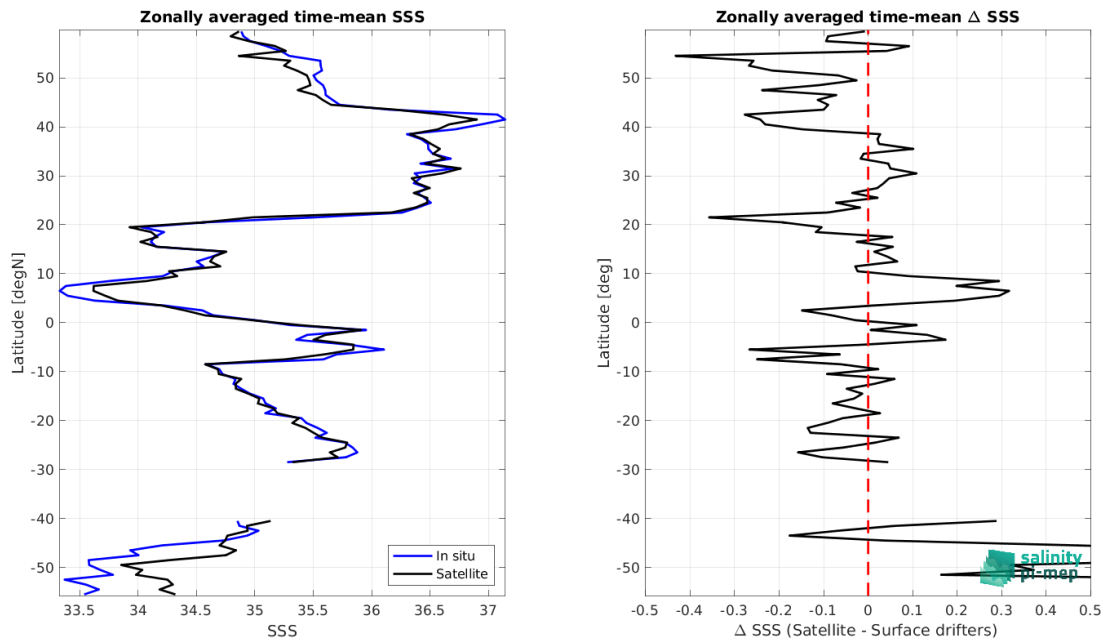 Zonally averaged time-mean SSS
Latitude [degN]
50
40
30
20
10
0
-10
-20
-30
-40
-50
33.5 34 34.5 35 35.5 36 36.5 37
SSS
In situ
Satellite
Zonally averaged time-mean Δ SSS
Latitude [deg]
50
40
30
20
10
0
-10
-20
-30
-40
-50
-0.5 -0.4 -0.3 -0.2 -0.1 0 0.1 0.2 0.3 0.4 0.5
Δ SSS (Satellite - Surface drifters)
salinity
pi-mep